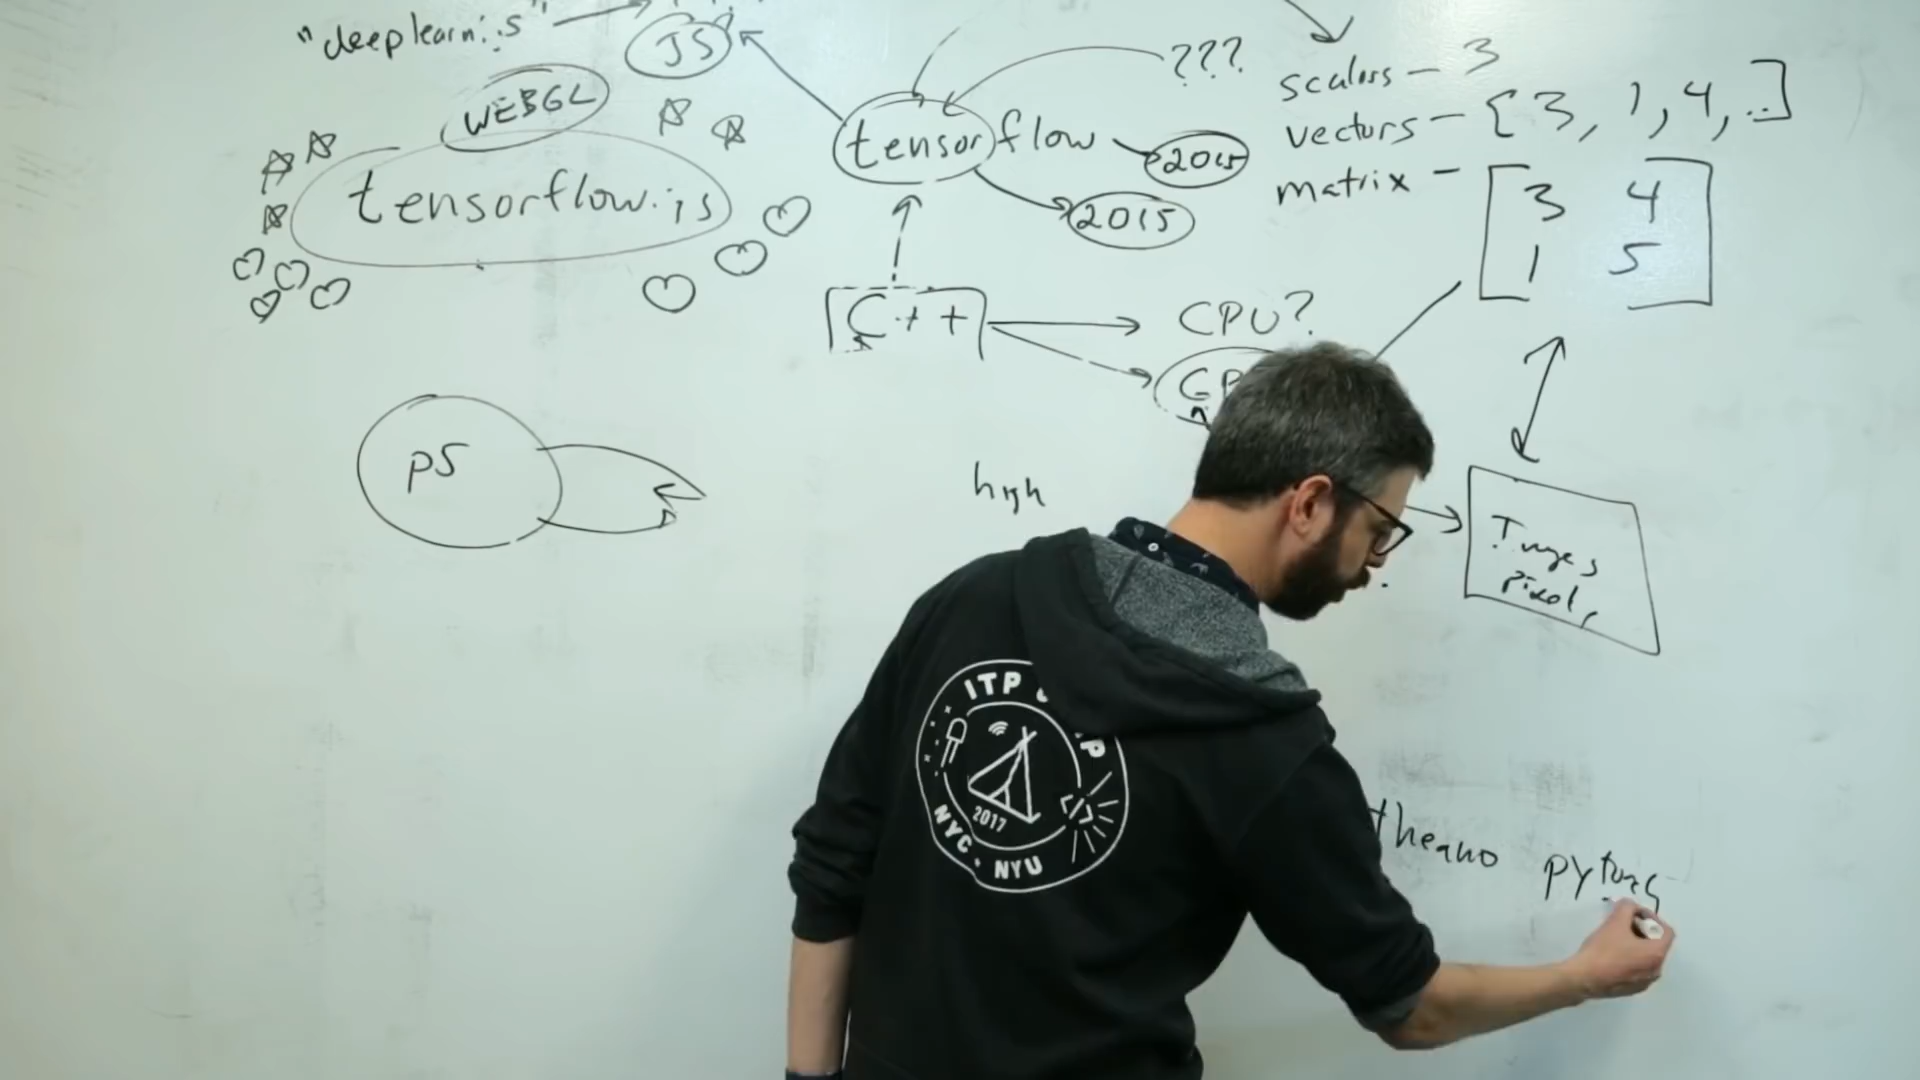 "deeplearn.js"
JS
WEBGL
tensorflow.js
???
tensorflow
2015
2015
C++
CPU?
scalars - 3
vectors - [3, 1, 4, ..]
matrix -
3 4
1 5
p5
high
Images
pixels
theano
ITP
2017
NYC • NYU